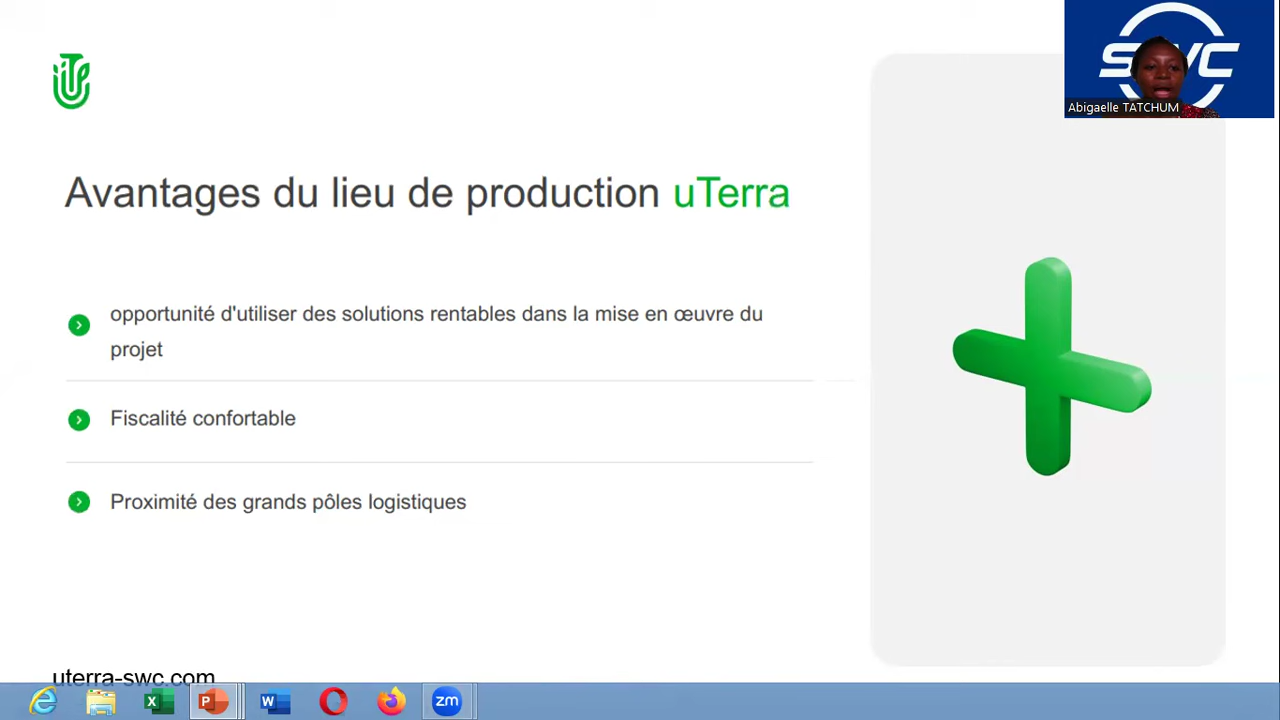 SWC
Abigaelle TATCHUM
Avantages du lieu de production uTerra
opportunité d'utiliser des solutions rentables dans la mise en œuvre du
projet
Fiscalité confortable
Proximité des grands pôles logistiques
uterra-swc.com
zm